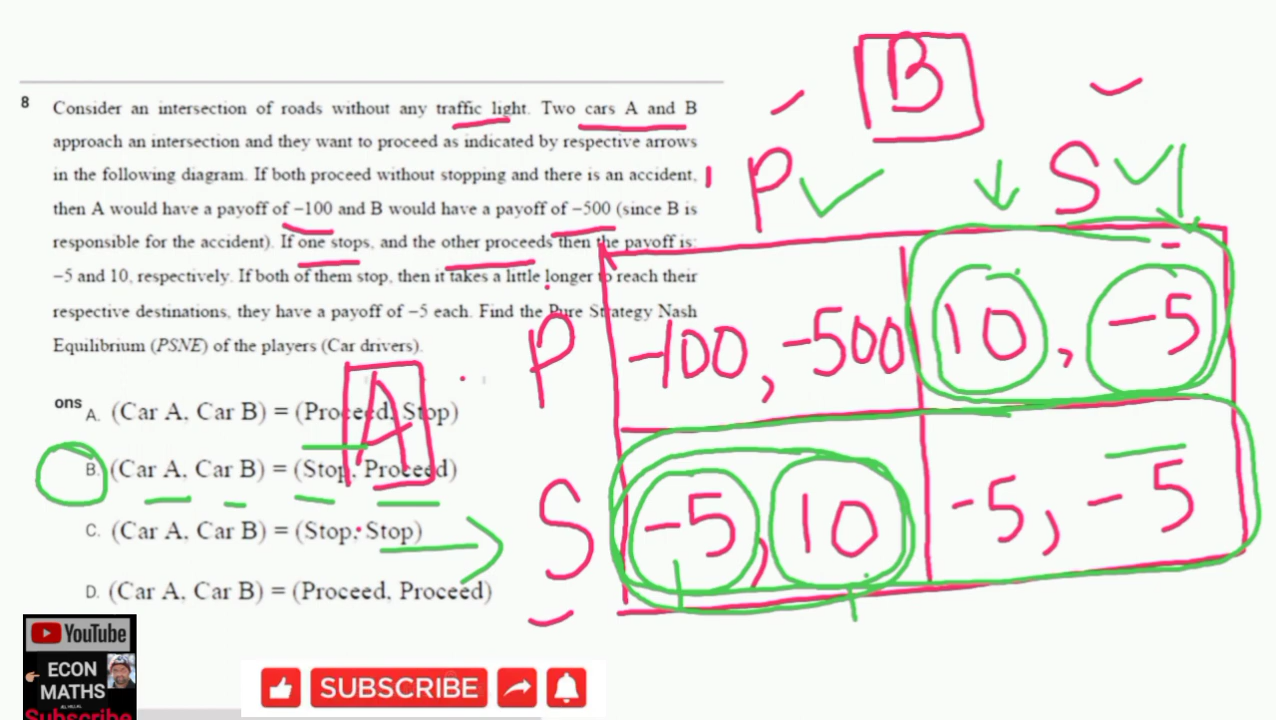 8 Consider an intersection of roads without any traffic light. Two cars A and B
approach an intersection and they want to proceed as indicated by respective arrows
in the following diagram. If both proceed without stopping and there is an accident,
then A would have a payoff of −100 and B would have a payoff of −500 (since B is
responsible for the accident). If one stops, and the other proceeds then the payoff is
−5 and 10, respectively. If both of them stop, then it takes a little longer to reach their
respective destinations, they have a payoff of −5 each. Find the Pure Strategy Nash
Equilibrium (PSNE) of the players (Car drivers).
ons
A. (Car A, Car B) = (Proceed, Stop)
B. (Car A, Car B) = (Stop, Proceed)
C. (Car A, Car B) = (Stop, Stop)
D. (Car A, Car B) = (Proceed, Proceed)
A
B
P S
P -100, -500 10, -5
S -5, 10 -5, -5
YouTube
ECON
MATHS
Subscribe
SUBSCRIBE